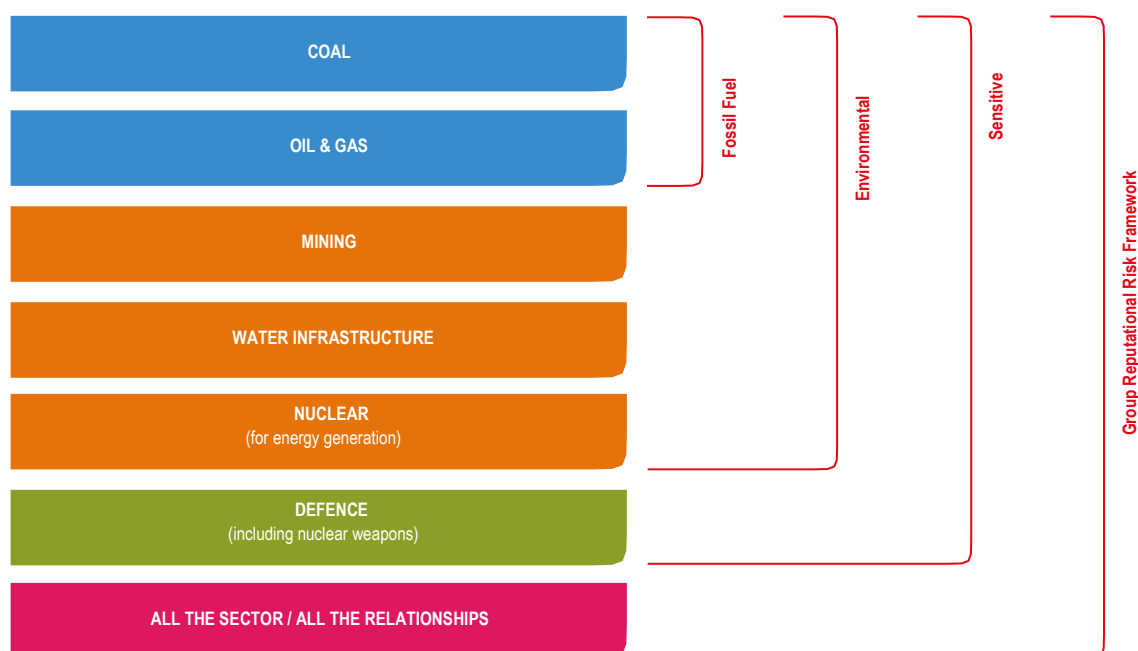 COAL
OIL & GAS
MINING
WATER INFRASTRUCTURE
NUCLEAR
(for energy generation)
DEFENCE
(including nuclear weapons)
ALL THE SECTOR / ALL THE RELATIONSHIPS
Fossil Fuel
Environmental
Sensitive
Group Reputational Risk Framework